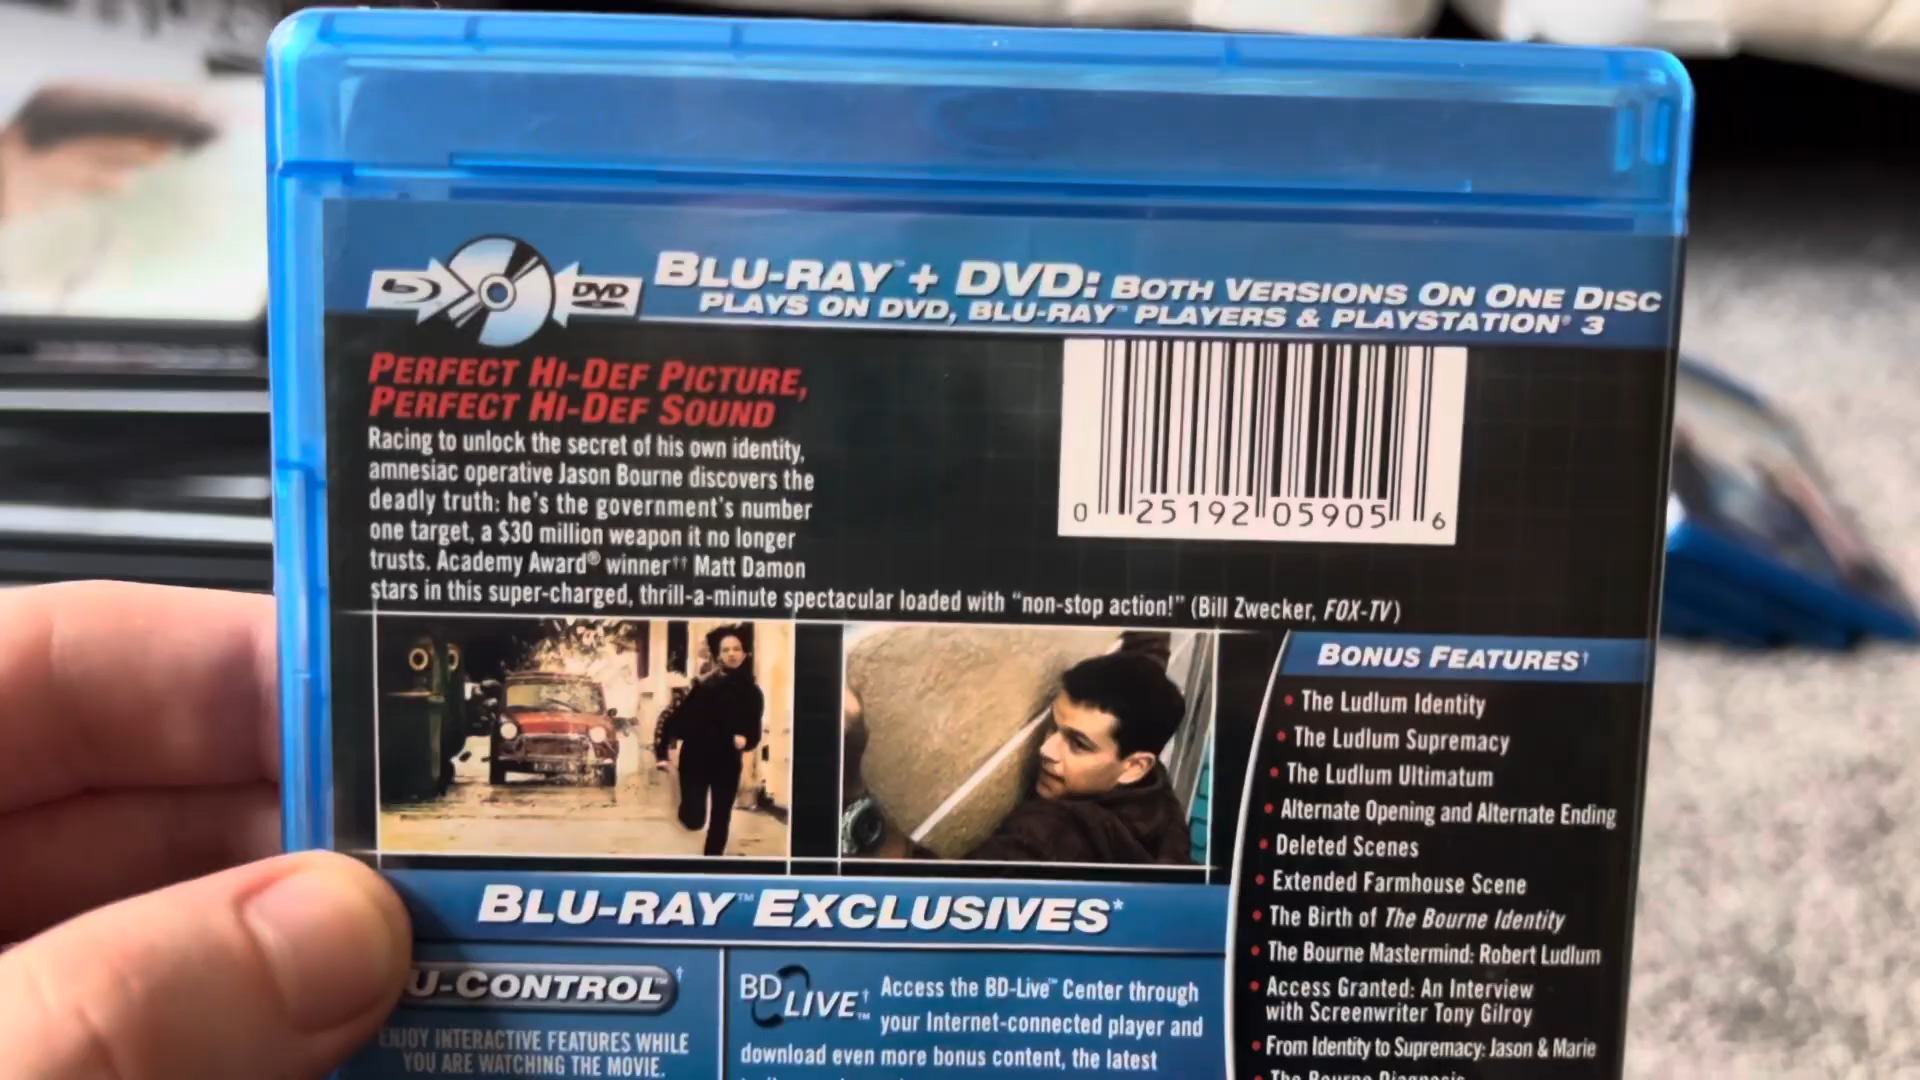 BLU-RAY™ + DVD: BOTH VERSIONS ON ONE DISC
DVD
PLAYS ON DVD, BLU-RAY™ PLAYERS & PLAYSTATION® 3
PERFECT HI-DEF PICTURE,
PERFECT HI-DEF SOUND
Racing to unlock the secret of his own identity,
amnesiac operative Jason Bourne discovers the
deadly truth: he's the government's number
one target, a $30 million weapon it no longer
trusts. Academy Award® winner†† Matt Damon
stars in this super-charged, thrill-a-minute spectacular loaded with “non-stop action!” (Bill Zwecker, FOX-TV)
0 25192 05905 6
BONUS FEATURES†
• The Ludlum Identity
• The Ludlum Supremacy
• The Ludlum Ultimatum
• Alternate Opening and Alternate Ending
• Deleted Scenes
• Extended Farmhouse Scene
• The Birth of The Bourne Identity
• The Bourne Mastermind: Robert Ludlum
• Access Granted: An Interview
with Screenwriter Tony Gilroy
• From Identity to Supremacy: Jason & Marie
The Bourne Diagnosis
BLU-RAY™ EXCLUSIVES*
U-CONTROL™†
ENJOY INTERACTIVE FEATURES WHILE
YOU ARE WATCHING THE MOVIE.
BD LIVE™†
Access the BD-Live™ Center through
your Internet-connected player and
download even more bonus content, the latest